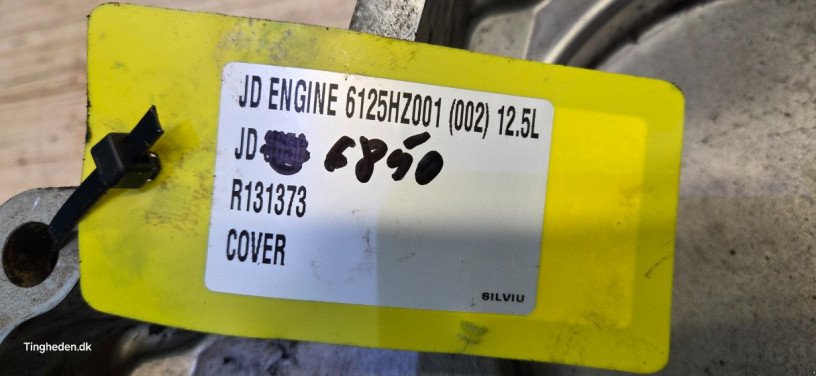 JD ENGINE 6125HZ001 (002) 12.5L
JD 6850
R131373
COVER
SILVIU
Tingheden.dk